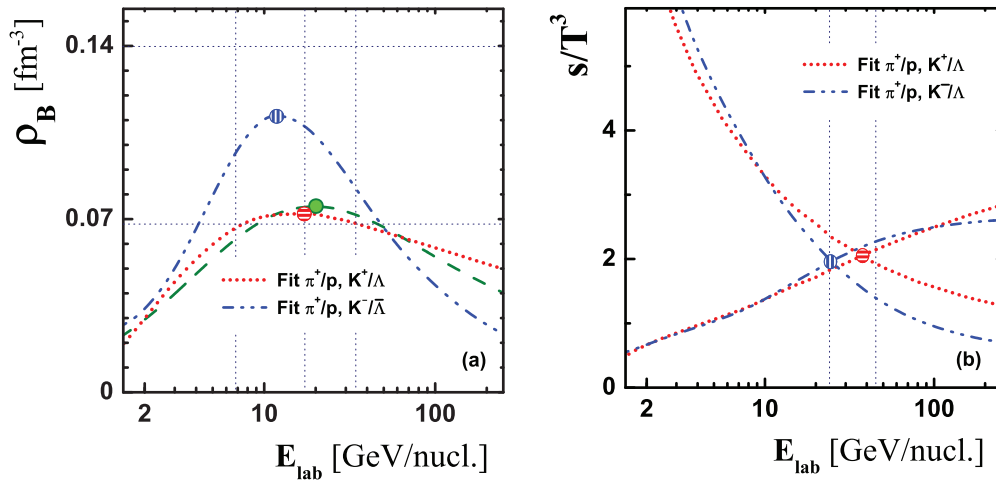 ρB [fm-3]
0.14
0.07
0
Fit π+/p, K+/Λ
Fit π+/p, K−/Λ̄
(a)
2 10 100
Elab [GeV/nucl.]
s/T3
4
2
0
Fit π+/p, K+/Λ
Fit π+/p, K−/Λ
(b)
2 10 100
Elab [GeV/nucl.]